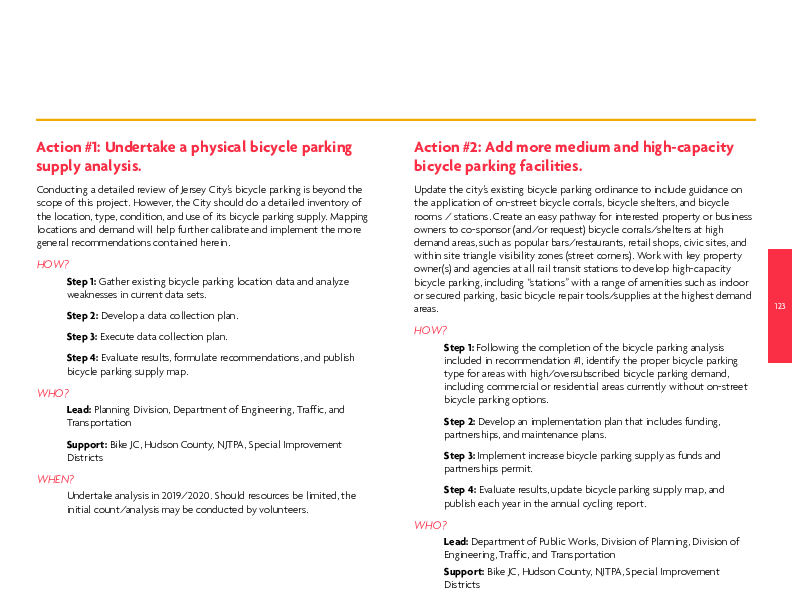 Action #1: Undertake a physical bicycle parking
supply analysis.
Conducting a detailed review of Jersey City's bicycle parking is beyond the
scope of this project. However, the City should do a detailed inventory of
the location, type, condition, and use of its bicycle parking supply. Mapping
locations and demand will help further calibrate and implement the more
general recommendations contained herein.
HOW?
Step 1: Gather existing bicycle parking location data and analyze
weaknesses in current data sets.
Step 2: Develop a data collection plan.
Step 3: Execute data collection plan.
Step 4: Evaluate results, formulate recommendations, and publish
bicycle parking supply map.
WHO?
Lead: Planning Division, Department of Engineering, Traffic, and
Transportation
Support: Bike JC, Hudson County, NJTPA, Special Improvement
Districts
WHEN?
Undertake analysis in 2019/2020. Should resources be limited, the
initial count/analysis may be conducted by volunteers.
Action #2: Add more medium and high-capacity
bicycle parking facilities.
Update the city's existing bicycle parking ordinance to include guidance on
the application of on-street bicycle corrals, bicycle shelters, and bicycle
rooms / stations. Create an easy pathway for interested property or business
owners to co-sponsor (and/or request) bicycle corrals/shelters at high
demand areas, such as popular bars/restaurants, retail shops, civic sites, and
within site triangle visibility zones (street corners). Work with key property
owner(s) and agencies at all rail transit stations to develop high-capacity
bicycle parking, including "stations" with a range of amenities such as indoor
or secured parking, basic bicycle repair tools/supplies at the highest demand
areas.
HOW?
Step 1: Following the completion of the bicycle parking analysis
included in recommendation #1, identify the proper bicycle parking
type for areas with high/oversubscribed bicycle parking demand,
including commercial or residential areas currently without on-street
bicycle parking options.
Step 2: Develop an implementation plan that includes funding,
partnerships, and maintenance plans.
Step 3: Implement increase bicycle parking supply as funds and
partnerships permit.
Step 4: Evaluate results, update bicycle parking supply map, and
publish each year in the annual cycling report.
WHO?
Lead: Department of Public Works, Division of Planning, Division of
Engineering, Traffic, and Transportation
Support: Bike JC, Hudson County, NJTPA, Special Improvement
Districts
123